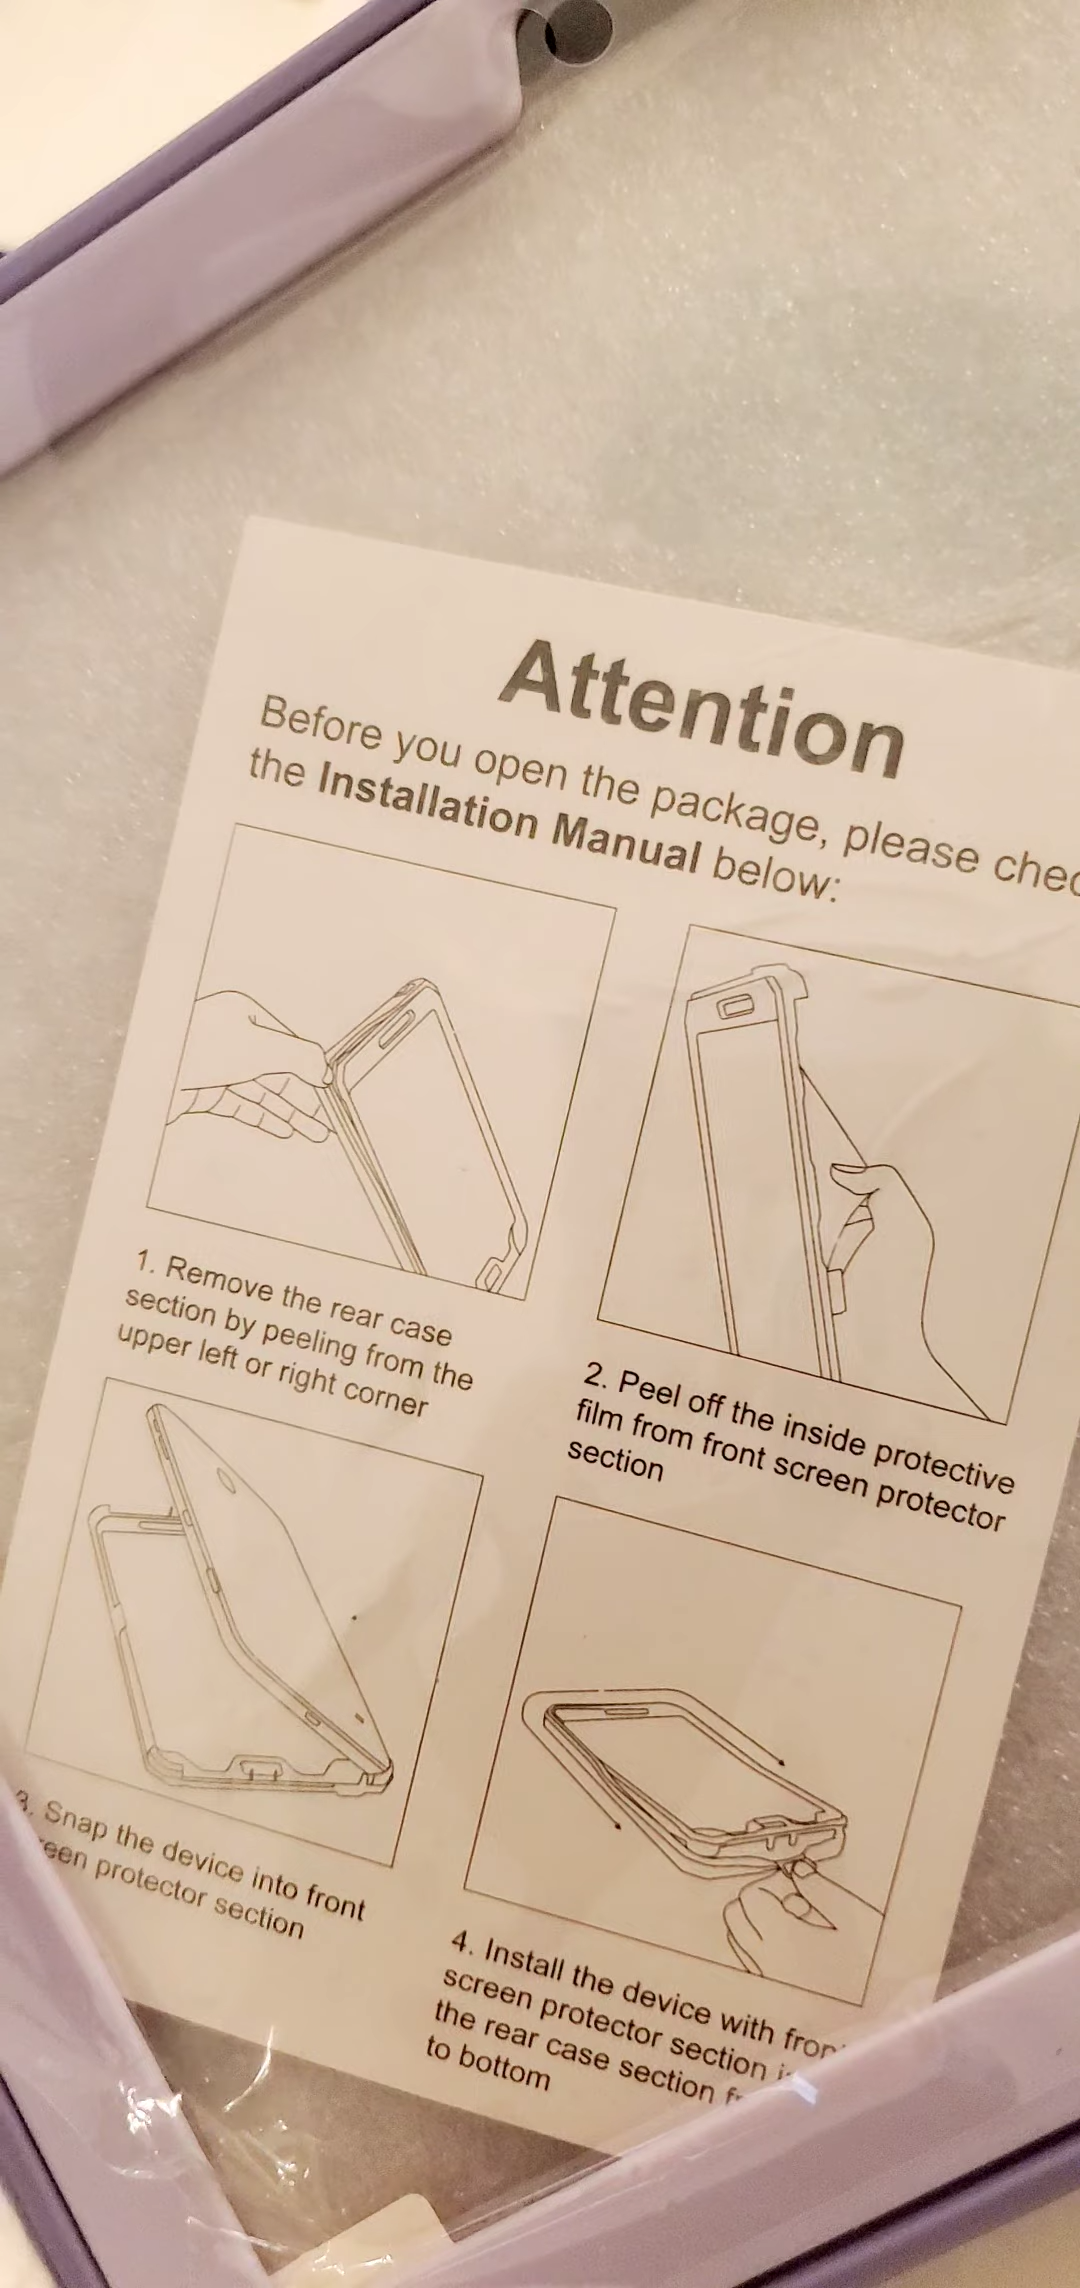 Attention
Before you open the package, please
the Installation Manual below:
1. Remove the rear case
section by peeling from the
upper left or right corner
2. Peel off the inside protective
film from front screen protector
section
3. Snap the device into front
protector section
4. Install the device with
screen protector section
the rear case section
to bottom